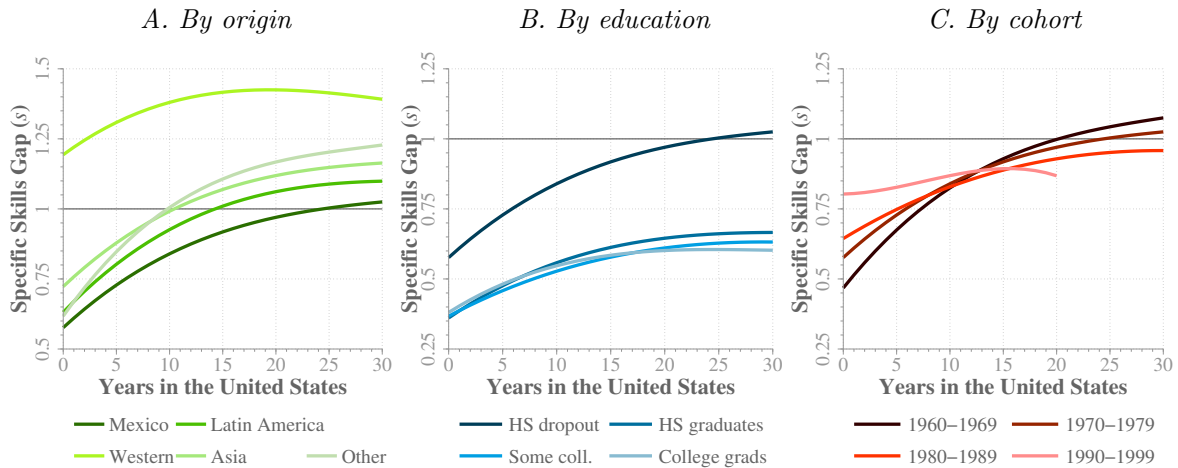 A. By origin
Specific Skills Gap (s)
1.5
1.25
1
0.75
0.5
0 5 10 15 20 25 30
Years in the United States
Mexico Latin America
Western Asia Other
B. By education
Specific Skills Gap (s)
1.25
1
0.75
0.5
0.25
0 5 10 15 20 25 30
Years in the United States
HS dropout HS graduates
Some coll. College grads
C. By cohort
Specific Skills Gap (s)
1.25
1
0.75
0.5
0.25
0 5 10 15 20 25 30
Years in the United States
1960–1969 1970–1979
1980–1989 1990–1999